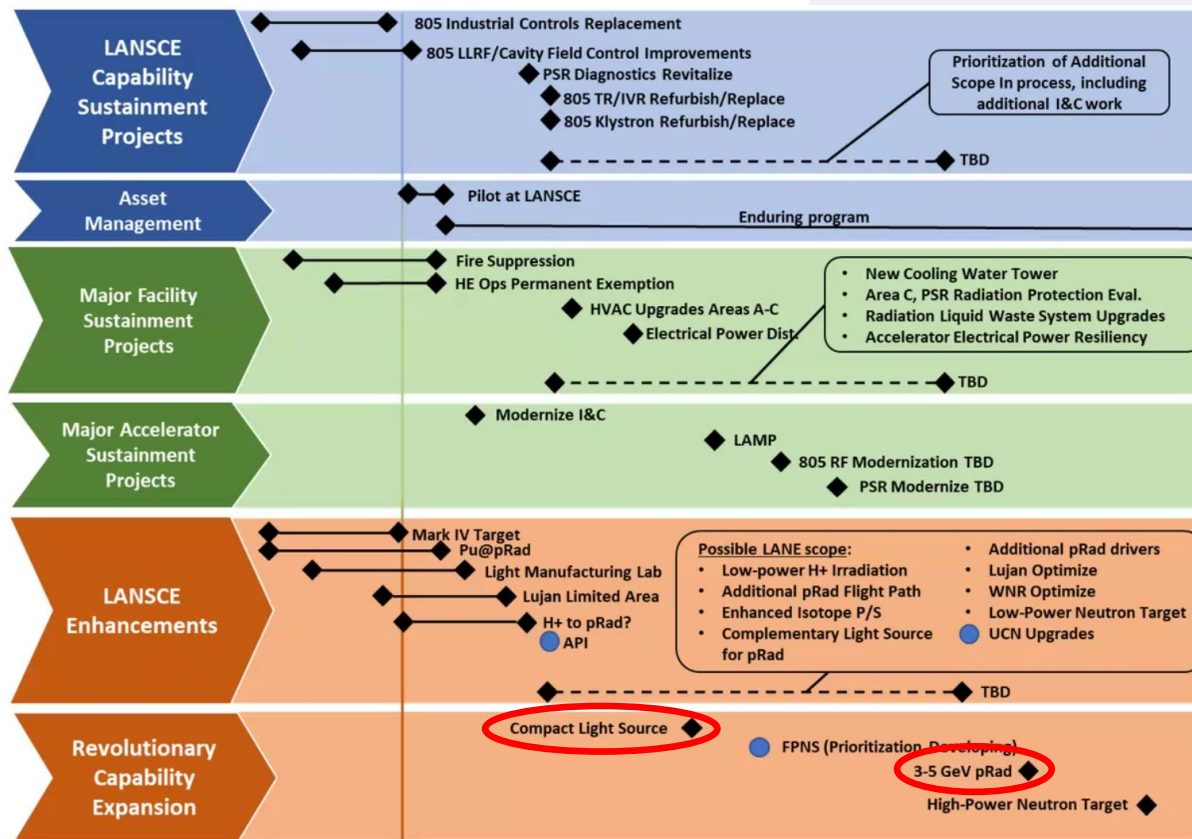 LANSCE
Capability
Sustainment
Projects
805 Industrial Controls Replacement
805 LLRF/Cavity Field Control Improvements
PSR Diagnostics Revitalize
805 TR/IVR Refurbish/Replace
805 Klystron Refurbish/Replace
TBD
Prioritization of Additional
Scope In process, including
additional I&C work
Asset
Management
Pilot at LANSCE
Enduring program
Major Facility
Sustainment
Projects
Fire Suppression
HE Ops Permanent Exemption
HVAC Upgrades Areas A-C
Electrical Power Dist.
TBD
• New Cooling Water Tower
• Area C, PSR Radiation Protection Eval.
• Radiation Liquid Waste System Upgrades
• Accelerator Electrical Power Resiliency
Major Accelerator
Sustainment
Projects
Modernize I&C
LAMP
805 RF Modernization TBD
PSR Modernize TBD
LANSCE
Enhancements
Mark IV Target
Pu@pRad
Light Manufacturing Lab
Lujan Limited Area
H+ to pRad?
API
TBD
Possible LANE scope:
• Low-power H+ Irradiation
• Additional pRad Flight Path
• Enhanced Isotope P/S
• Complementary Light Source
for pRad
• Additional pRad drivers
• Lujan Optimize
• WNR Optimize
• Low-Power Neutron Target
UCN Upgrades
Revolutionary
Capability
Expansion
Compact Light Source
FPNS (Prioritization Developing)
3-5 GeV pRad
High-Power Neutron Target